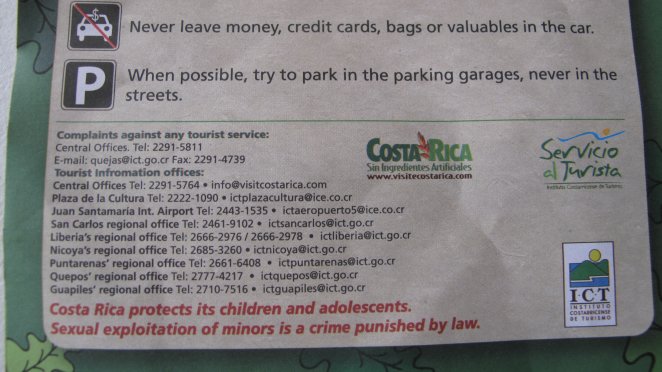 Never leave money, credit cards, bags or valuables in the car.
P
When possible, try to park in the parking garages, never in the
streets.
Complaints against any tourist service:
Central Offices. Tel: 2291-5811
E-mail: quejas@ict.go.cr Fax: 2291-4739
Tourist Infromation offices:
Central Offices Tel: 2291-5764 • info@visitcostarica.com
Plaza de la Cultura Tel: 2222-1090 • ictplazacultura@ice.co.cr
Juan Santamaría Int. Airport Tel: 2443-1535 • ictaeropuerto5@ice.co.cr
San Carlos regional office Tel: 2461-9102 • ictsancarlos@ict.go.cr
Liberia's regional office Tel: 2666-2976 / 2666-2978 • ictliberia@ict.go.cr
Nicoya's regional office Tel: 2685-3260 • ictnicoya@ict.go.cr
Puntarenas' regional office Tel: 2661-6408 • ictpuntarenas@ict.go.cr
Quepos' regional office Tel: 2777-4217 • ictquepos@ict.go.cr
Guapiles' regional office Tel: 2710-7516 • ictguapiles@ict.go.cr
COSTA RICA
Sin Ingredientes Artificiales
www.visitecostarica.com
Servicio
al Turista
Instituto Costarricense de Turismo
ICT
INSTITUTO
COSTARRICENSE
DE TURISMO
Costa Rica protects its children and adolescents.
Sexual exploitation of minors is a crime punished by law.